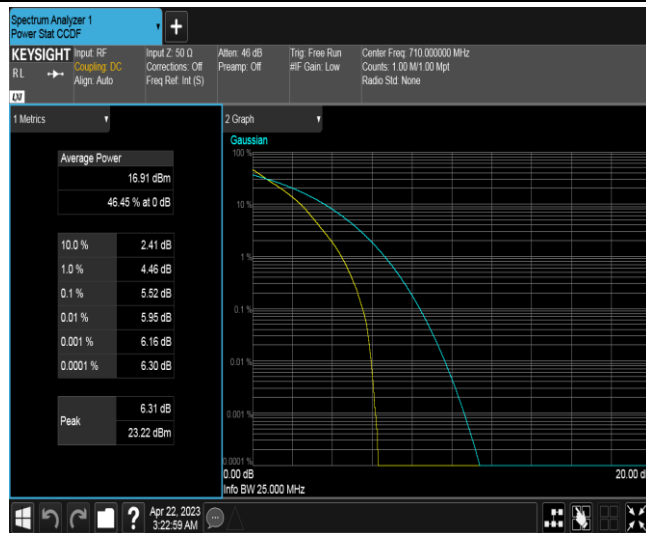 Spectrum Analyzer 1
Power Stat CCDF
+
KEYSIGHT
RL
Input: RF
Coupling: DC
Align: Auto
Input Z: 50 Ω
Corrections: Off
Freq Ref: Int (S)
Atten: 46 dB
Preamp: Off
Trig: Free Run
#IF Gain: Low
Center Freq: 710.000000 MHz
Counts: 1.00 M/1.00 Mpt
Radio Std: None
1 Metrics
Average Power
16.91 dBm
46.45 % at 0 dB
10.0 % 2.41 dB
1.0 % 4.46 dB
0.1 % 5.52 dB
0.01 % 5.95 dB
0.001 % 6.16 dB
0.0001 % 6.30 dB
Peak
6.31 dB
23.22 dBm
2 Graph
Gaussian
100 %
10 %
1 %
0.1 %
0.01 %
0.001 %
0.0001 %
0.00 dB
20.00 d
Info BW 25.000 MHz
?
Apr 22, 2023
3:22:59 AM